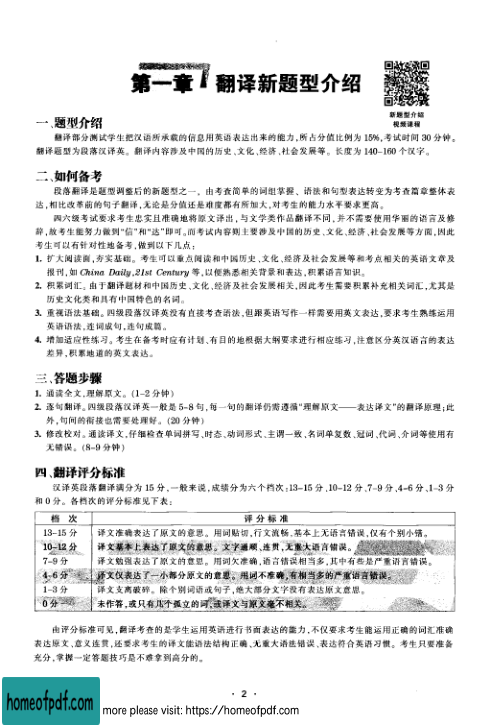 第一章 翻译新题型介绍
新题型介绍
视频课程
一、题型介绍
翻译部分测试学生把汉语所承载的信息用英语表达出来的能力,所占分值比例为 15%,考试时间 30 分钟。
翻译题型为段落汉译英。翻译内容涉及中国的历史、文化、经济、社会发展等。长度为 140-160 个汉字。
二、如何备考
段落翻译是题型调整后的新题型之一。由考查简单的词组掌握、语法和句型表达转变为考查篇章整体表
达,相比改革前的句子翻译,无论是分值还是难度都有所加大,对考生的能力水平要求更高。
四六级考试要求考生忠实且准确地将原文译出,与文学类作品翻译不同,并不需要使用华丽的语言及修
辞,故考生能努力做到“信”和“达”即可。而考试内容则主要涉及中国的历史、文化、经济、社会发展等方面,因此
考生可以有针对性地备考,做到以下几点:
1. 扩大阅读面,夯实基础。考生可以重点阅读和中国历史、文化、经济及社会发展等和考点相关的英语文章及
报刊,如 China Daily,21st Century 等,以便熟悉相关背景和表达,积累语言知识。
2. 积累词汇。由于翻译题材和中国历史、文化、经济及社会发展相关,因此考生需要积累补充相关词汇,尤其是
历史文化类和具有中国特色的名词。
3. 重视语法基础。四级段落汉译英没有直接考查语法,但跟英语写作一样需要用英文表达,要求考生熟练运用
英语语法,连词成句,连句成篇。
4. 增加适应性练习。考生在备考时应有计划、有目的地根据大纲要求进行相应练习,注意区分英汉语言的表达
差异,积累地道的英文表达。
三、答题步骤
1. 通读全文,理解原文。(1-2 分钟)
2. 逐句翻译。四级段落汉译英一般是 5-8 句,每一句的翻译仍需遵循“理解原文——表达译文”的翻译原理;此
外,句间的衔接也需要处理好。(20 分钟)
3. 修改校对。通读译文,仔细检查单词拼写、时态、动词形式、主谓一致、名词单复数、冠词、代词、介词等使用有
无错误。(8-9 分钟)
四、翻译评分标准
汉译英段落翻译满分为 15 分,一般来说,成绩分为六个档次:13-15 分,10-12 分,7-9 分,4-6 分,1-3 分
和 0 分。各档次的评分标准见下表:
档 次 评 分 标 准
13-15 分 译文准确表达了原文的意思。用词贴切,行文流畅,基本上无语言错误,仅有个别小错。
10-12 分 译文基本上表达了原文的意思。文字通顺、连贯,无重大语言错误。
7-9 分 译文勉强表达了原文的意思。用词欠准确,语言错误相当多,其中有些是严重语言错误。
4-6 分 译文仅表达了一小部分原文的意思。用词不准确,有相当多的严重语言错误。
1-3 分 译文支离破碎。除个别词语或句子,绝大部分文字没有表达原文意思。
0 分 未作答,或只有几个孤立的词,或译文与原文毫不相关。
由评分标准可见,翻译考查的是学生运用英语进行书面表达的能力,不仅要求考生能运用正确的词汇准确
表达原文、意义连贯,还要求考生的译文能语法结构正确、无重大语法错误、表达符合英语习惯。考生只要准备
充分,掌握一定答题技巧是不难拿到高分的。
· 2 ·
homeofpdf.com
more please visit: https://homeofpdf.com